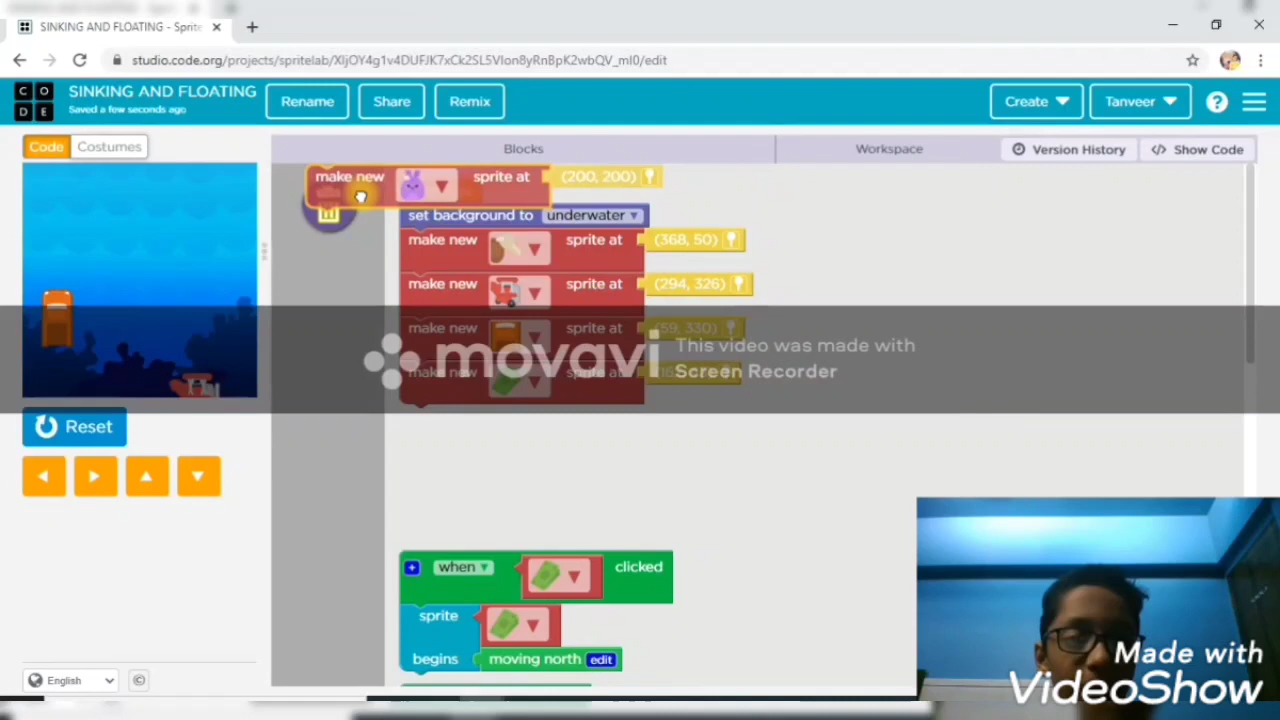 SINKING AND FLOATING - Sprite
studio.code.org/projects/spritelab/XljOY4g1v4DUFJK7xCk2SL5Vlon8yRnBpK2wbQV_ml0/edit
C O
D E
SINKING AND FLOATING
Saved a few seconds ago
Rename
Share
Remix
Create
Tanveer
?
Code
Costumes
Blocks
Workspace
Version History
Show Code
make new sprite at (200, 200)
set background to underwater
make new sprite at (368, 50)
make new sprite at (294, 326)
make new sprite at (59, 330)
make new sprite at
movavi
This video was made with
Screen Recorder
Reset
when clicked
sprite
begins moving north edit
English
Made with
VideoShow